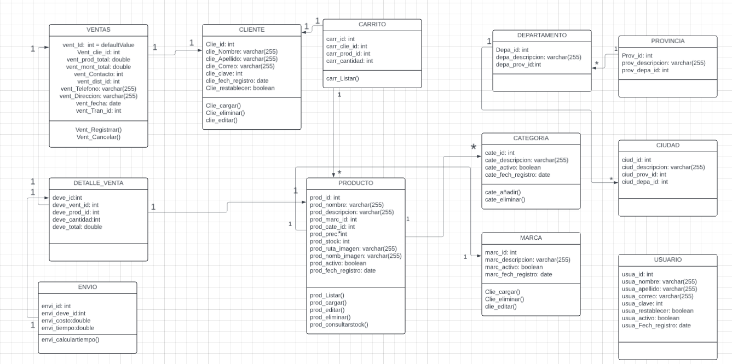 VENTAS
vent_Id: int = defaultValue
Vent_clie_id: int
vent_prod_total: double
vent_mont_total: double
vent_Contacto: int
vent_dist_id: int
vent_Telefono: varchar(255)
vent_Direccion: varchar(255)
vent_fecha: date
vent_Tran_id: int
Vent_Registrrar()
Vent_Cancelar()
CLIENTE
Clie_id: int
clie_Nombre: varchar(255)
clie_Apellido: varchar(255)
clie_Correo: varchar(255)
clie_clave: int
clie_fech_registro: date
Clie_restablecer: boolean
Clie_cargar()
Clie_eliminar()
clie_editar()
CARRITO
carr_id: int
carr_clie_id: int
carr_prod_id: int
carr_cantidad: int
carr_Listar()
DEPARTAMENTO
Depa_id: int
depa_descripcion: varchar(255)
depa_prov_id:int
PROVINCIA
Prov_id: int
prov_descripcion: varchar(255)
prov_depa_id: int
CATEGORIA
cate_id: int
cate_descripcion: varchar(255)
cate_activo: boolean
cate_fech_registro: date
cate_añadir()
cate_eliminar()
CIUDAD
ciud_id: int
ciud_descripcion: varchar(255)
ciud_prov_id: int
ciud_depa_id: int
DETALLE_VENTA
deve_id:int
deve_vent_id: int
deve_prod_id: int
deve_cantidad:int
deve_total: double
PRODUCTO
prod_id: int
prod_nombre: varchar(255)
prod_descripcion: varchar(255)
prod_marc_id: int
prod_cate_id: int
prod_prec: int
prod_stock: int
prod_ruta_imagen: varchar(255)
prod_nomb_imagen: varchar(255)
prod_activo: boolean
prod_fech_registro: date
prod_Listar()
prod_cargar()
prod_editar()
prod_eliminar()
prod_consultarstock()
MARCA
marc_id: int
marc_descripcion: varchar(255)
marc_activo: boolean
marc_fech_registro: date
Clie_cargar()
Clie_eliminar()
clie_editar()
USUARIO
usua_id: int
usua_nombre: varchar(255)
usua_apellido: varchar(255)
usua_correo: varchar(255)
usua_clave: int
usua_restablecer: boolean
usua_activo: boolean
usua_Fech_registro: date
ENVIO
envi_id: int
envi_deve_id:int
envi_costo:double
envi_tiempo:double
envi_calculartiempo()
1
1
1
1
1
1
*
1
*
1
*
1
1
1
1
1
1
1
*
1